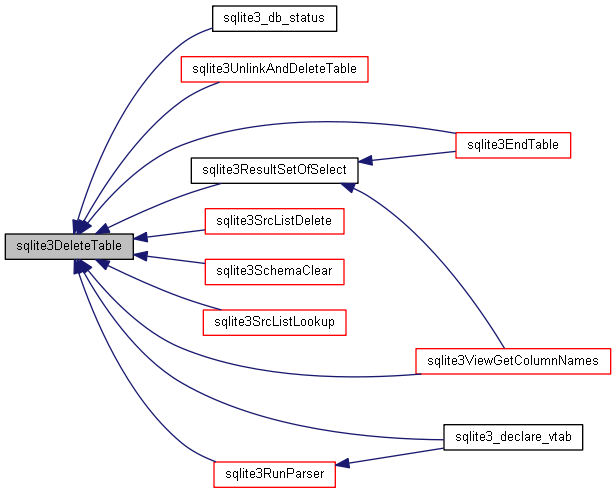 sqlite3_db_status
sqlite3UnlinkAndDeleteTable
sqlite3EndTable
sqlite3ResultSetOfSelect
sqlite3SrcListDelete
sqlite3DeleteTable
sqlite3SchemaClear
sqlite3SrcListLookup
sqlite3ViewGetColumnNames
sqlite3_declare_vtab
sqlite3RunParser